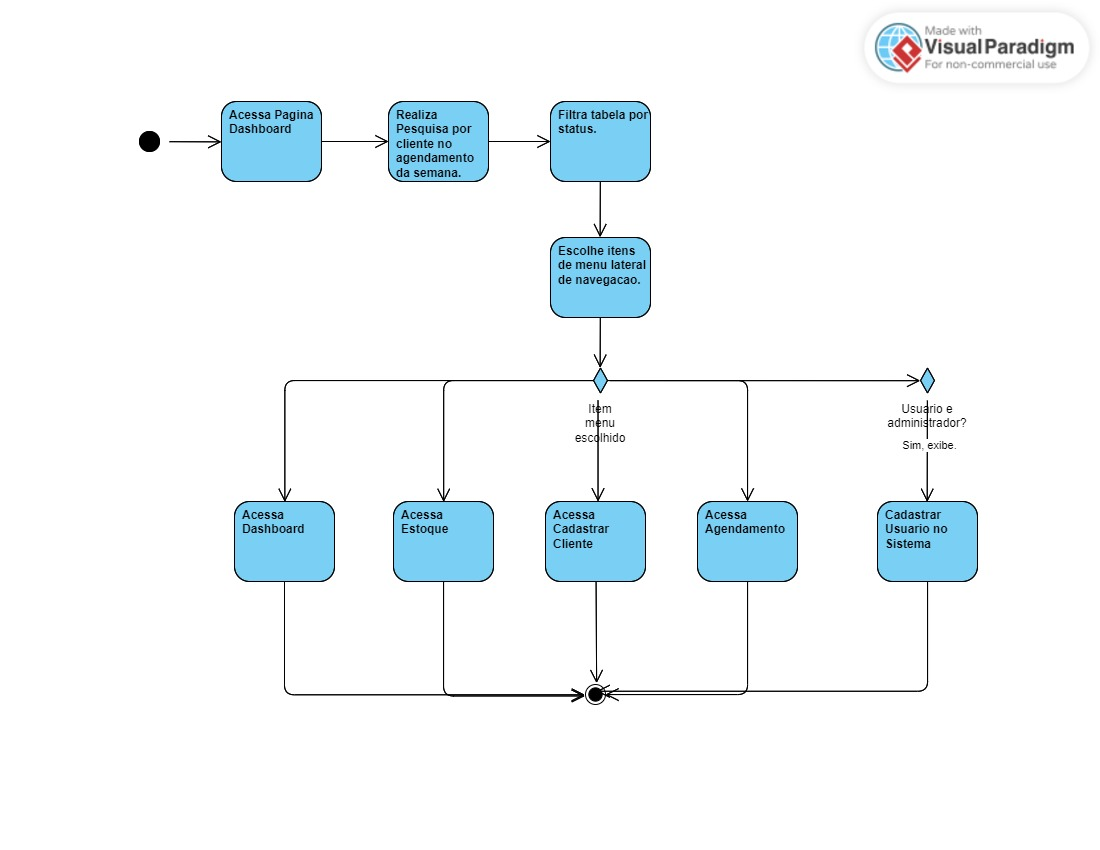 Made with
Visual Paradigm
For non-commercial use
Acessa Pagina
Dashboard
Realiza
Pesquisa por
cliente no
agendamento
da semana.
Filtra tabela por
status.
Escolhe itens
de menu lateral
de navegacao.
Item
menu
escolhido
Usuario e
administrador?
Sim, exibe.
Acessa
Dashboard
Acessa
Estoque
Acessa
Cadastrar
Cliente
Acessa
Agendamento
Cadastrar
Usuario no
Sistema